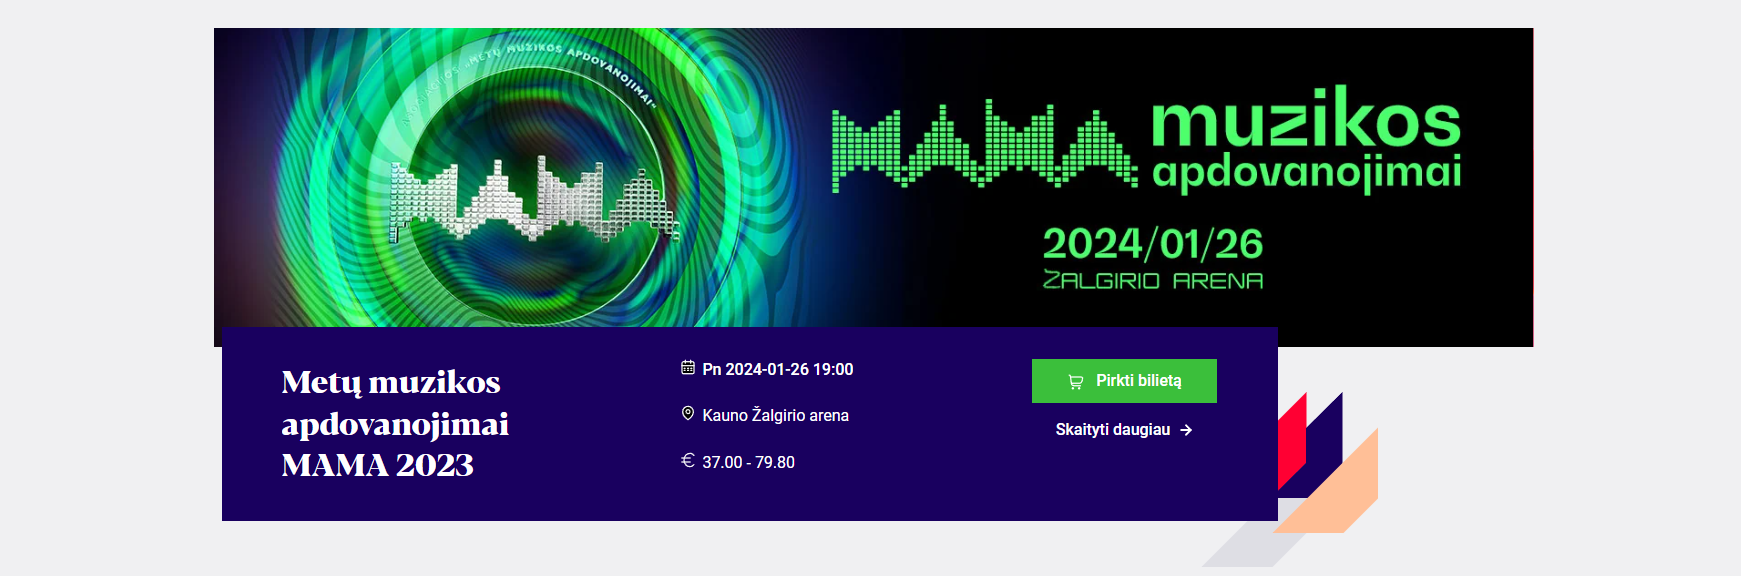 "METŲ MUZIKOS APDOVANOJIMAI"
MAMA
MAMA muzikos
apdovanojimai
2024/01/26
ŽALGIRIO ARENA
Metų muzikos
apdovanojimai
MAMA 2023
Pn 2024-01-26 19:00
Kauno Žalgirio arena
€ 37.00 - 79.80
Pirkti bilietą
Skaityti daugiau →